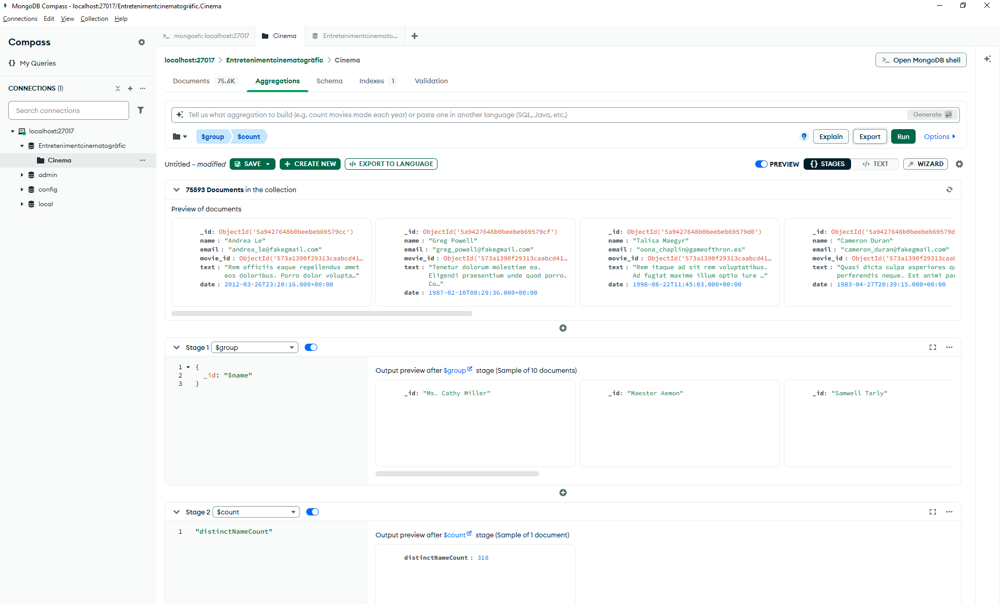 MongoDB Compass - localhost:27017/Entretenimentcinematogràfic.Cinema
Connections Edit View Collection Help
Compass
mongosh: localhost:27017
Cinema
Entretenimentcinemato...
My Queries
localhost:27017 > Entretenimentcinematogràfic > Cinema
>_ Open MongoDB shell
Documents 75.6K Aggregations Schema Indexes 1 Validation
CONNECTIONS (1)
Search connections
localhost:27017
Entretenimentcinematogràfic
Cinema
admin
config
local
Tell us what aggregation to build (e.g. count movies made each year) or paste one in another language (SQL, Java, etc.)
Generate
$group $count
Explain Export Run Options
Untitled – modified SAVE + CREATE NEW </> EXPORT TO LANGUAGE
PREVIEW {} STAGES </> TEXT WIZARD
75593 Documents in the collection
Preview of documents
_id: ObjectId('5a9427648b0beebeb69579cc')
name : "Andrea Le"
email : "andrea_le@fakegmail.com"
movie_id : ObjectId('573a1390f29313caabcd41…
text : "Rem officiis eaque repellendus amet
eos doloribus. Porro dolor volupta…"
date : 2012-03-26T23:20:16.000+00:00
_id: ObjectId('5a9427648b0beebeb69579cf')
name : "Greg Powell"
email : "greg_powell@fakegmail.com"
movie_id : ObjectId('573a1390f29313caabcd41…
text : "Tenetur dolorum molestiae ea.
Eligendi praesentium unde quod porro.
Co…"
date : 1987-02-10T00:29:36.000+00:00
_id: ObjectId('5a9427648b0beebeb69579d0')
name : "Talisa Maegyr"
email : "oona_chaplin@gameofthron.es"
movie_id : ObjectId('573a1390f29313caabcd41…
text : "Rem itaque ad sit rem voluptatibus.
Ad fugiat maxime illum optio iure …"
date : 1998-08-22T11:45:03.000+00:00
_id: ObjectId('5a9427648b0beebeb69579d
name : "Cameron Duran"
email : "cameron_duran@fakegmail.com"
movie_id : ObjectId('573a1390f29313caab
text : "Quasi dicta culpa asperiores qu
perferendis neque. Est animi par
date : 1983-04-27T20:39:15.000+00:00
Stage 1 $group
1 {
2 _id: "$name"
3 }
Output preview after $group stage (Sample of 10 documents)
_id: "Ms. Cathy Miller"
_id: "Maester Aemon"
_id: "Samwell Tarly"
Stage 2 $count
1 "distinctNameCount"
Output preview after $count stage (Sample of 1 document)
distinctNameCount : 318